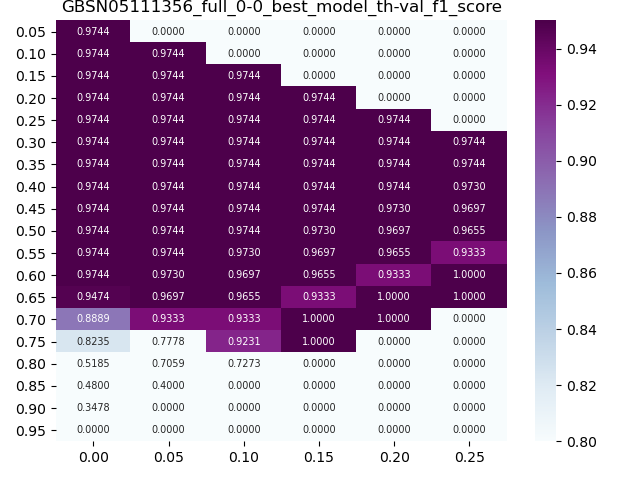 GBSN05111356_full_0-0_best_model_th-val_f1_score
0.05 0.9744 0.0000 0.0000 0.0000 0.0000 0.0000
0.10 0.9744 0.9744 0.0000 0.0000 0.0000 0.0000
0.15 0.9744 0.9744 0.9744 0.0000 0.0000 0.0000
0.20 0.9744 0.9744 0.9744 0.9744 0.0000 0.0000
0.25 0.9744 0.9744 0.9744 0.9744 0.9744 0.0000
0.30 0.9744 0.9744 0.9744 0.9744 0.9744 0.9744
0.35 0.9744 0.9744 0.9744 0.9744 0.9744 0.9744
0.40 0.9744 0.9744 0.9744 0.9744 0.9744 0.9730
0.45 0.9744 0.9744 0.9744 0.9744 0.9730 0.9697
0.50 0.9744 0.9744 0.9744 0.9730 0.9697 0.9655
0.55 0.9744 0.9744 0.9730 0.9697 0.9655 0.9333
0.60 0.9744 0.9730 0.9697 0.9655 0.9333 1.0000
0.65 0.9474 0.9697 0.9655 0.9333 1.0000 1.0000
0.70 0.8889 0.9333 0.9333 1.0000 1.0000 0.0000
0.75 0.8235 0.7778 0.9231 1.0000 0.0000 0.0000
0.80 0.5185 0.7059 0.7273 0.0000 0.0000 0.0000
0.85 0.4800 0.4000 0.0000 0.0000 0.0000 0.0000
0.90 0.3478 0.0000 0.0000 0.0000 0.0000 0.0000
0.95 0.0000 0.0000 0.0000 0.0000 0.0000 0.0000
0.00 0.05 0.10 0.15 0.20 0.25
0.94
0.92
0.90
0.88
0.86
0.84
0.82
0.80